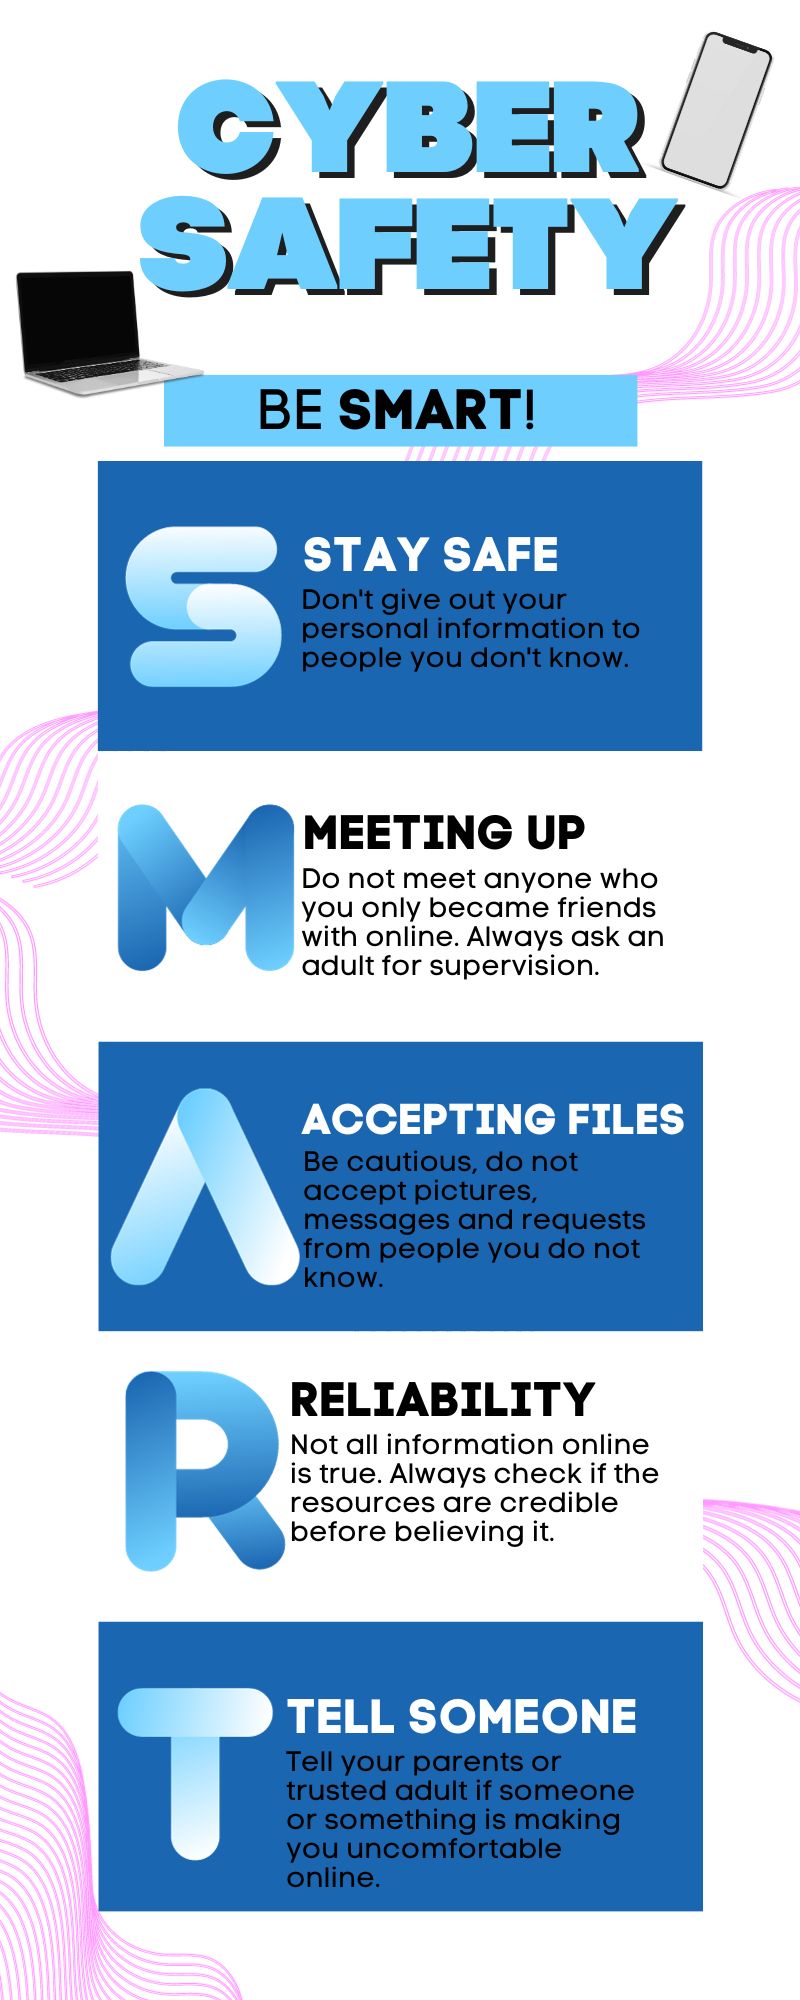 CYBER
SAFETY
BE SMART!
S
STAY SAFE
Don't give out your
personal information to
people you don't know.
M
MEETING UP
Do not meet anyone who
you only became friends
with online. Always ask an
adult for supervision.
A
ACCEPTING FILES
Be cautious, do not
accept pictures,
messages and requests
from people you do not
know.
R
RELIABILITY
Not all information online
is true. Always check if the
resources are credible
before believing it.
T
TELL SOMEONE
Tell your parents or
trusted adult if someone
or something is making
you uncomfortable
online.